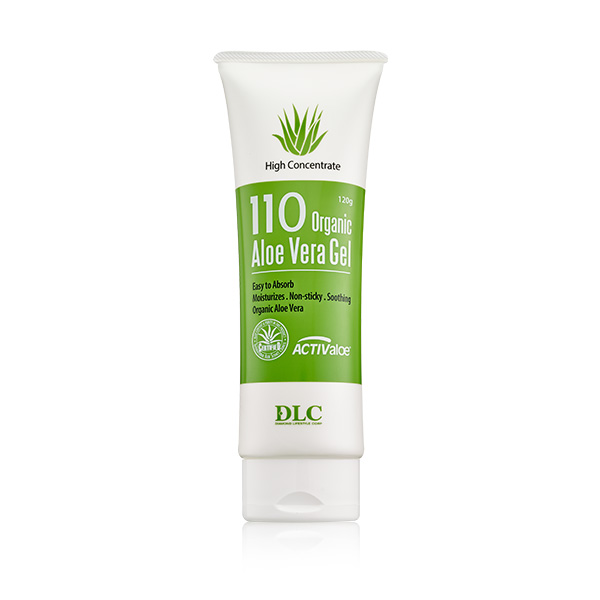 High Concentrate
120g
110 Organic
Aloe Vera Gel
Easy to Absorb
Moisturizes . Non-sticky . Soothing
Organic Aloe Vera
CERTIFIED
ACTIValoe
DLC